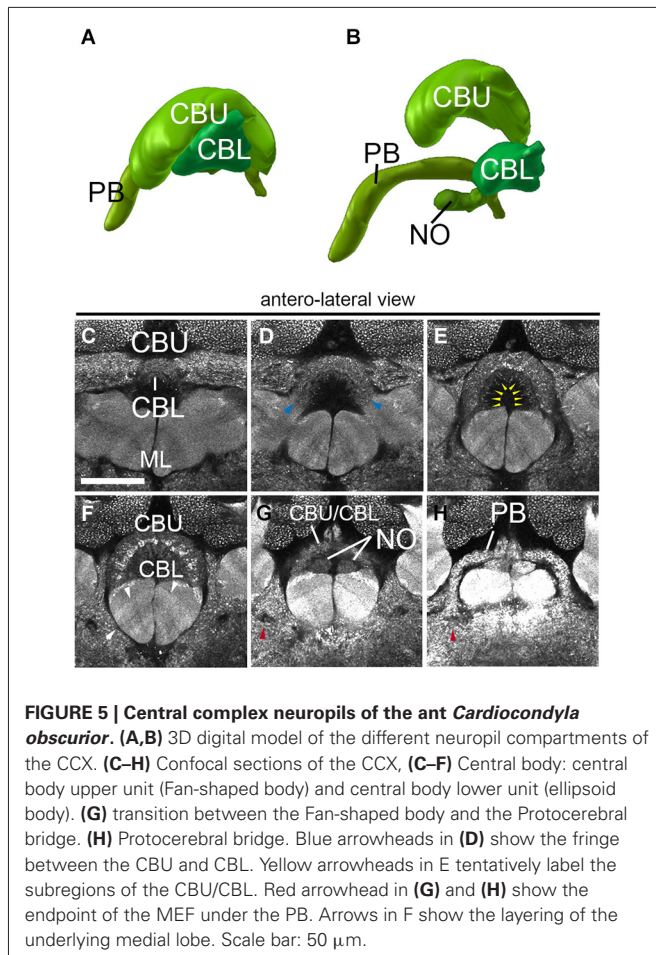 A
B
CBU
CBL
PB
CBU
PB
CBL
NO
antero-lateral view
C
CBU
CBL
ML
D
E
F
CBU
CBL
G
CBU/CBL
NO
H
PB
FIGURE 5 | Central complex neuropils of the ant Cardiocondyla
obscurior. (A,B) 3D digital model of the different neuropil compartments of
the CCX. (C–H) Confocal sections of the CCX, (C–F) Central body: central
body upper unit (Fan-shaped body) and central body lower unit (ellipsoid
body). (G) transition between the Fan-shaped body and the Protocerebral
bridge. (H) Protocerebral bridge. Blue arrowheads in (D) show the fringe
between the CBU and CBL. Yellow arrowheads in E tentatively label the
subregions of the CBU/CBL. Red arrowhead in (G) and (H) show the
endpoint of the MEF under the PB. Arrows in F show the layering of the
underlying medial lobe. Scale bar: 50 μm.